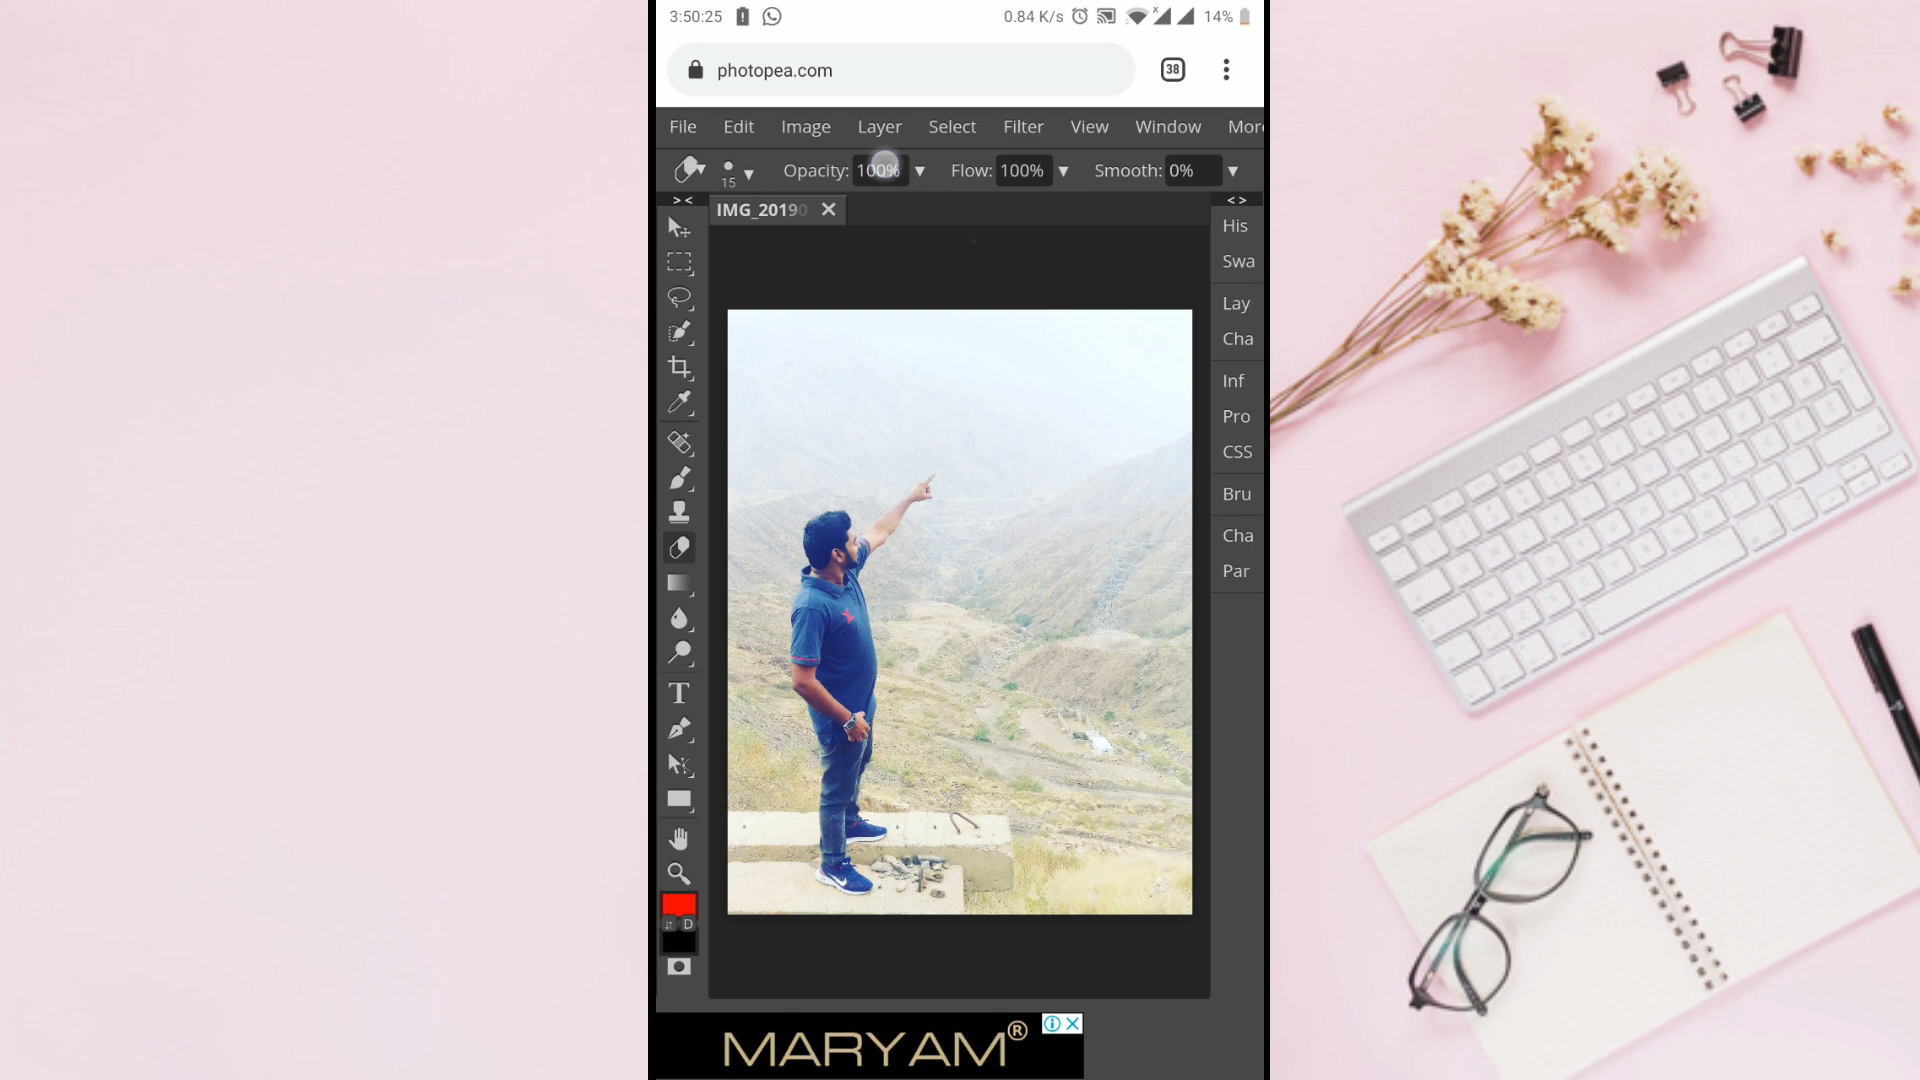 3:50:25 0.84 K/s 14%
photopea.com 38
File Edit Image Layer Select Filter View Window Mor
15 Opacity: 100% Flow: 100% Smooth: 0%
> < IMG_20190 < >
His
Swa
Lay
Cha
Inf
Pro
CSS
Bru
Cha
Par
T
D
MARYAM®